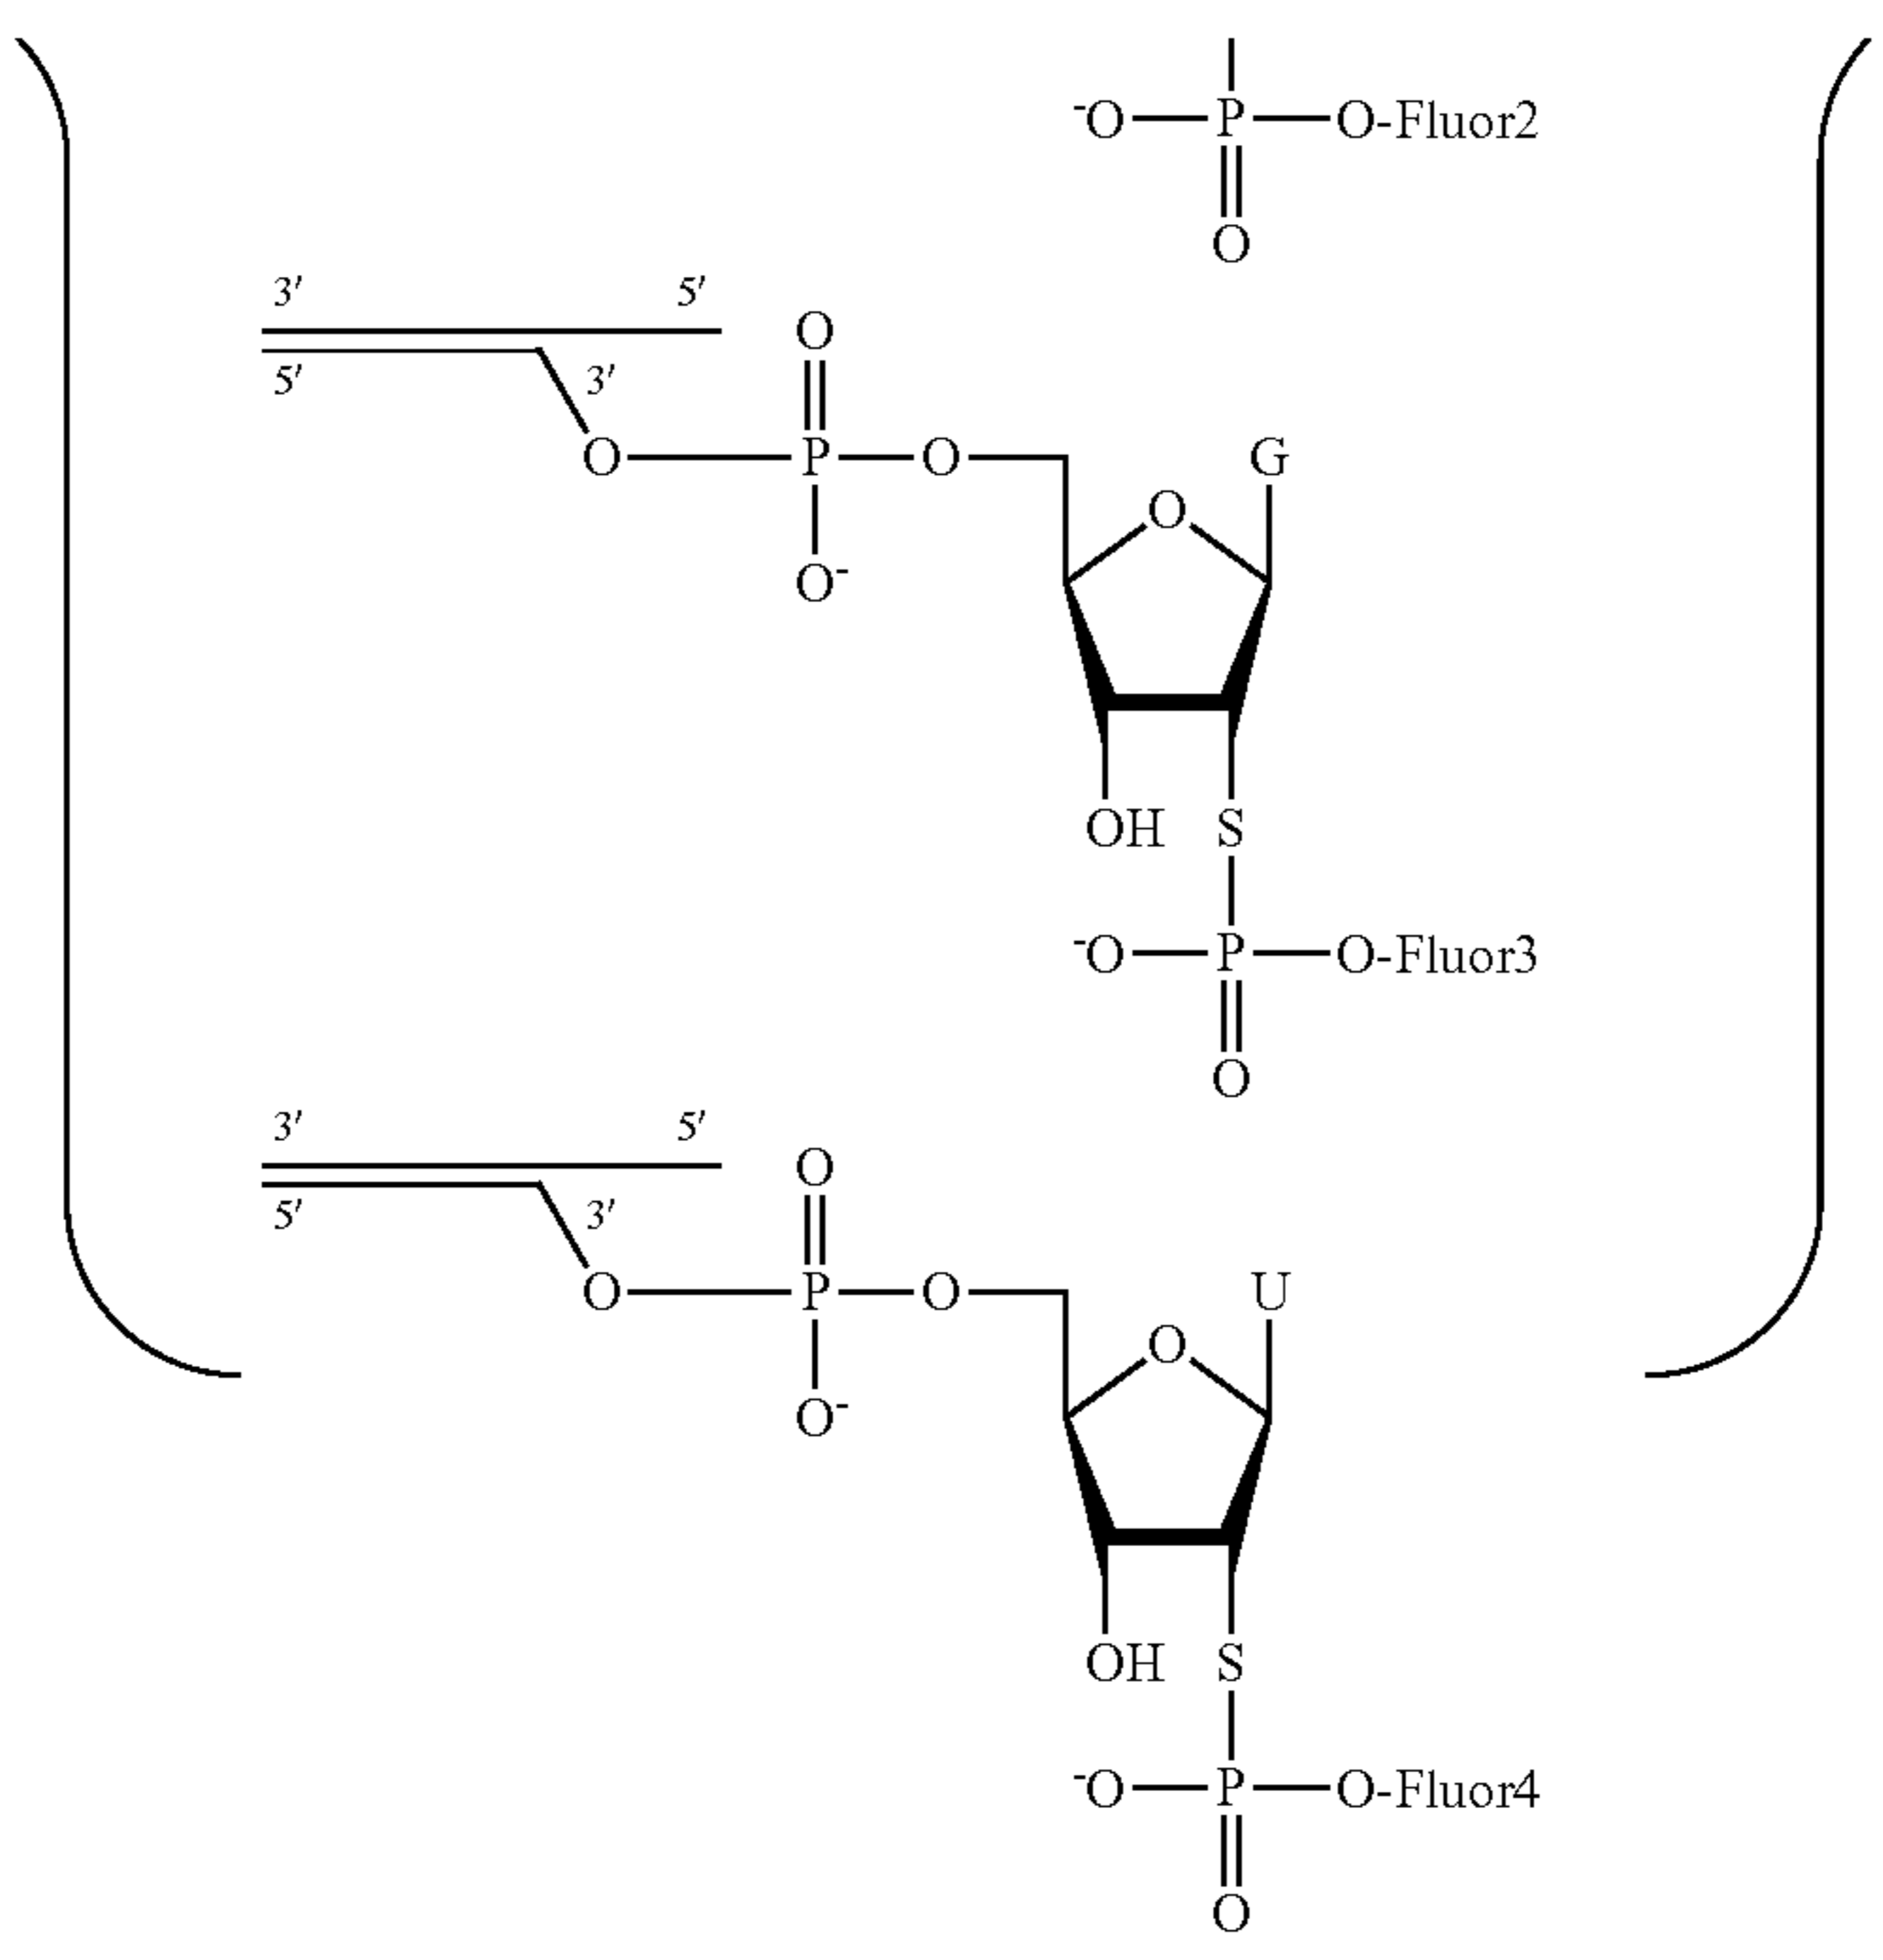 ⁻O P O-Fluor2
O
3′ 5′
O
5′ 3′
O P O G
O
O⁻
OH S
⁻O P O-Fluor3
O
3′ 5′
O
5′ 3′
O P O U
O
O⁻
OH S
⁻O P O-Fluor4
O